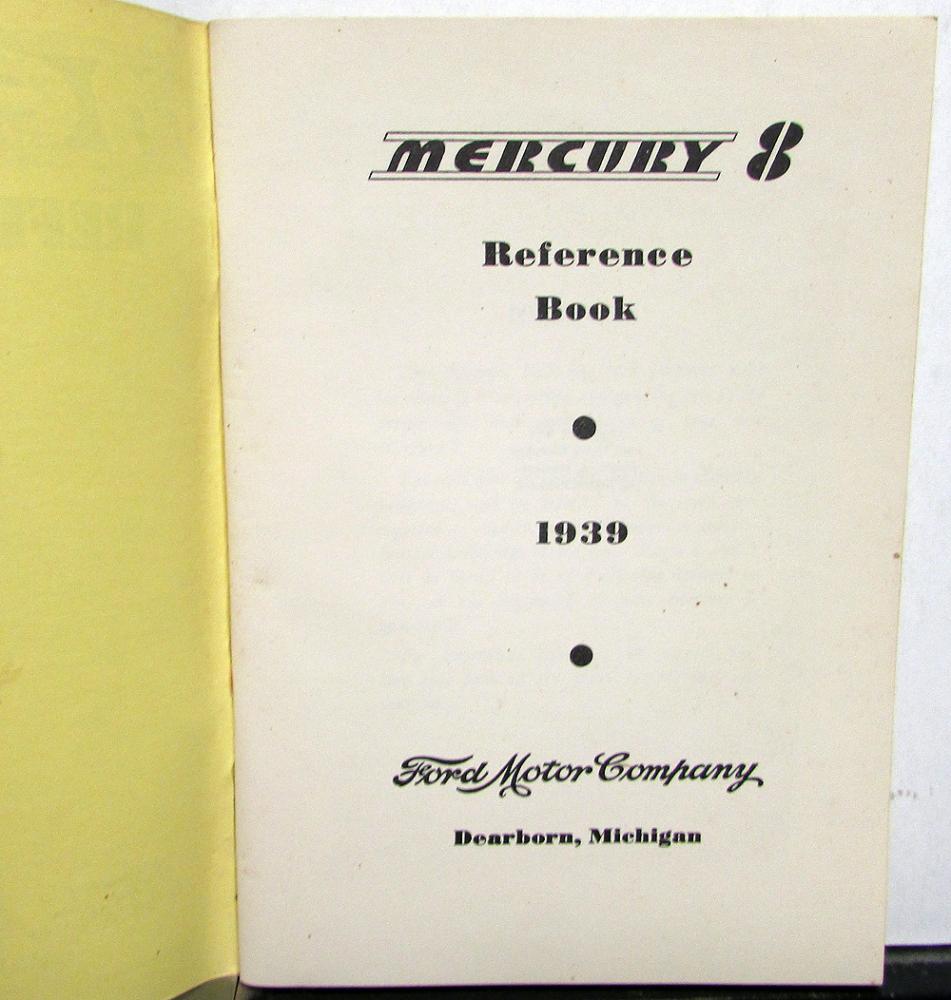 MERCURY 8
Reference
Book
1939
Ford Motor Company
Dearborn, Michigan